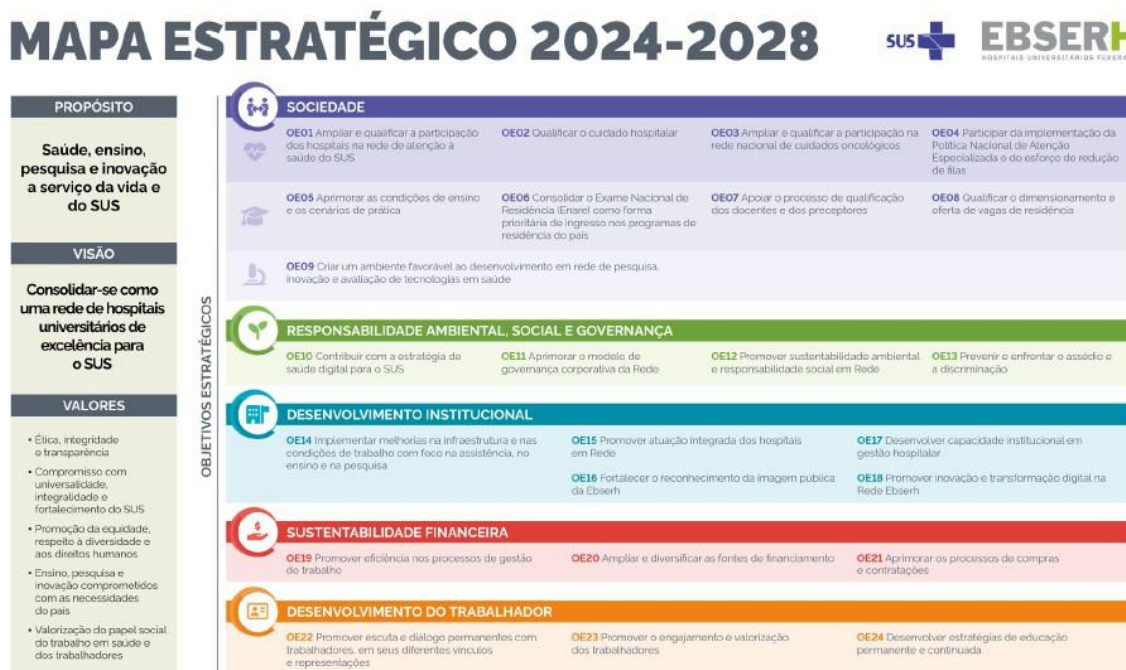 MAPA ESTRATÉGICO 2024-2028
SUS
EBSERH
HOSPITAIS UNIVERSITÁRIOS FEDERAIS
PROPÓSITO
Saúde, ensino,
pesquisa e inovação
a serviço da vida e
do SUS
VISÃO
Consolidar-se como
uma rede de hospitais
universitários de
excelência para
o SUS
VALORES
• Ética, integridade
e transparência
• Compromisso com
universalidade,
integralidade e
fortalecimento do SUS
• Promoção da equidade,
respeito à diversidade e
aos direitos humanos
• Ensino, pesquisa e
inovação comprometidos
com as necessidades
do país
• Valorização do papel social
do trabalho em saúde e
dos trabalhadores
OBJETIVOS ESTRATÉGICOS
SOCIEDADE
OE01 Ampliar e qualificar a participação
dos hospitais na rede de atenção à
saúde do SUS
OE02 Qualificar o cuidado hospitalar
OE03 Ampliar e qualificar a participação na
rede nacional de cuidados oncológicos
OE04 Participar da implementação da
Política Nacional de Atenção
Especializada e do esforço de redução
de filas
OE05 Aprimorar as condições de ensino
e os cenários de prática
OE06 Consolidar o Exame Nacional de
Residência (Enare) como forma
prioritária de ingresso nos programas de
residência do país
OE07 Apoiar o processo de qualificação
dos docentes e dos preceptores
OE08 Qualificar o dimensionamento e
oferta de vagas de residência
OE09 Criar um ambiente favorável ao desenvolvimento em rede de pesquisa,
inovação e avaliação de tecnologias em saúde
RESPONSABILIDADE AMBIENTAL, SOCIAL E GOVERNANÇA
OE10 Contribuir com a estratégia de
saúde digital para o SUS
OE11 Aprimorar o modelo de
governança corporativa da Rede
OE12 Promover sustentabilidade ambiental
e responsabilidade social em Rede
OE13 Prevenir e enfrentar o assédio e
a discriminação
DESENVOLVIMENTO INSTITUCIONAL
OE14 Implementar melhorias na infraestrutura e nas
condições de trabalho com foco na assistência, no
ensino e na pesquisa
OE15 Promover atuação integrada dos hospitais
em Rede
OE16 Fortalecer o reconhecimento da imagem pública
da Ebserh
OE17 Desenvolver capacidade institucional em
gestão hospitalar
OE18 Promover inovação e transformação digital na
Rede Ebserh
SUSTENTABILIDADE FINANCEIRA
OE19 Promover eficiência nos processos de gestão
do trabalho
OE20 Ampliar e diversificar as fontes de financiamento
OE21 Aprimorar os processos de compras
e contratações
DESENVOLVIMENTO DO TRABALHADOR
OE22 Promover escuta e diálogo permanentes com
trabalhadores, em seus diferentes vínculos
e representações
OE23 Promover o engajamento e valorização
dos trabalhadores
OE24 Desenvolver estratégias de educação
permanente e continuada